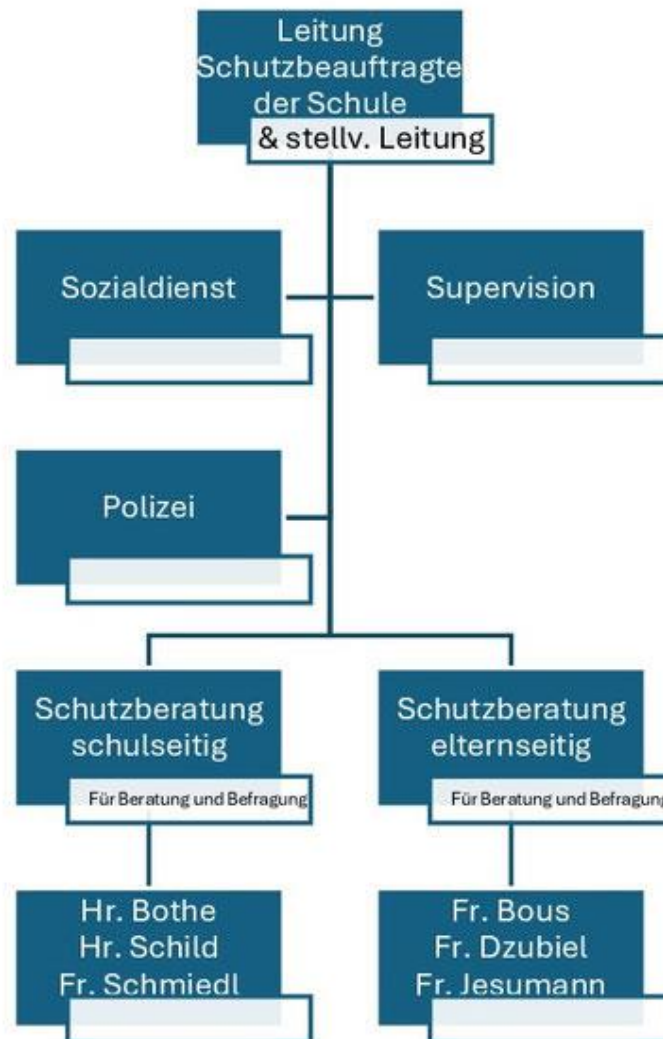 Leitung
Schutzbeauftragte
der Schule
& stellv. Leitung
Sozialdienst
Supervision
Polizei
Schutzberatung
schulseitig
Für Beratung und Befragung
Schutzberatung
elternseitig
Für Beratung und Befragung
Hr. Bothe
Hr. Schild
Fr. Schmiedl
Fr. Bous
Fr. Dzubiel
Fr. Jesumann